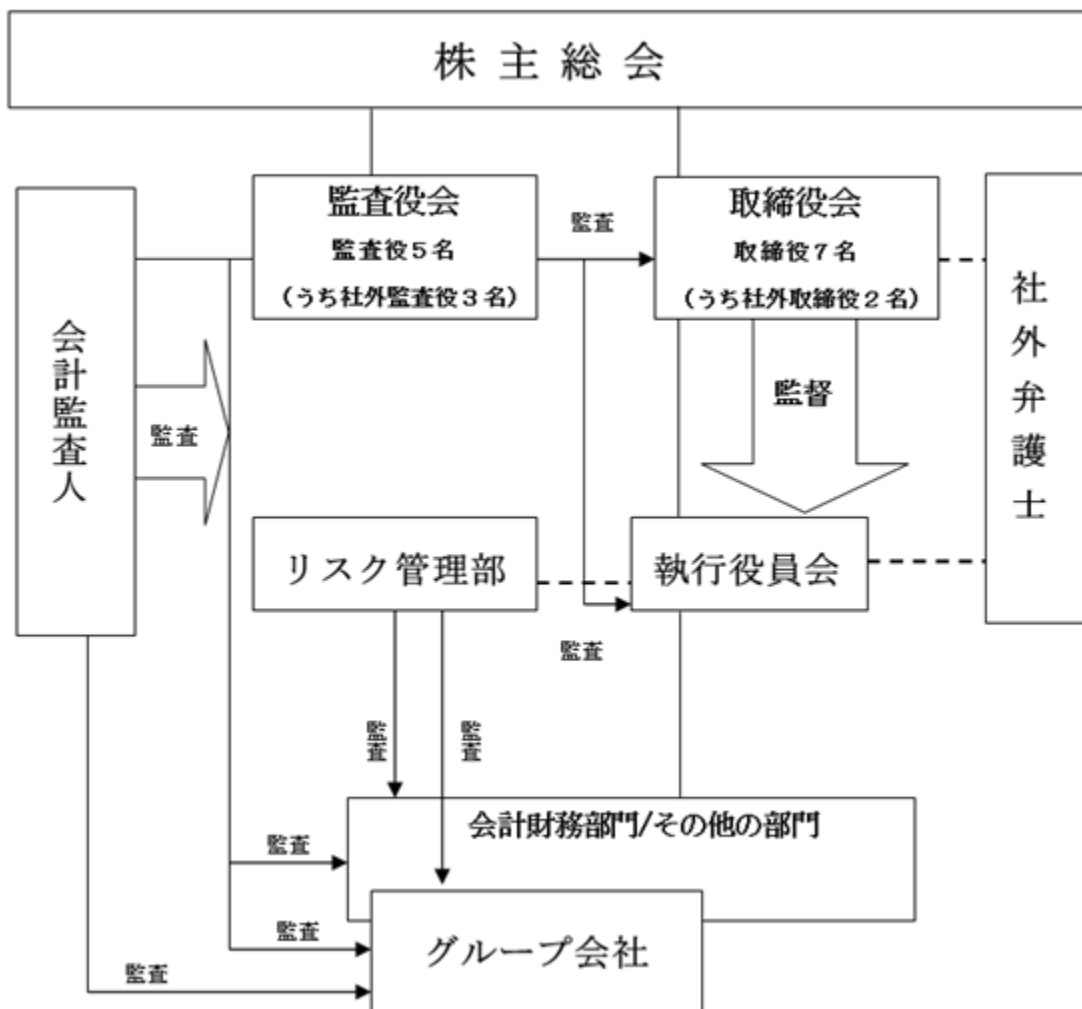 株主総会
監査役会
監査役5名
（うち社外監査役3名）
監査
取締役会
取締役7名
（うち社外取締役2名）
社外弁護士
会計監査人
監査
監督
リスク管理部
執行役員会
監査
監査
監査
会計財務部門/その他の部門
監査
監査
グループ会社
監査